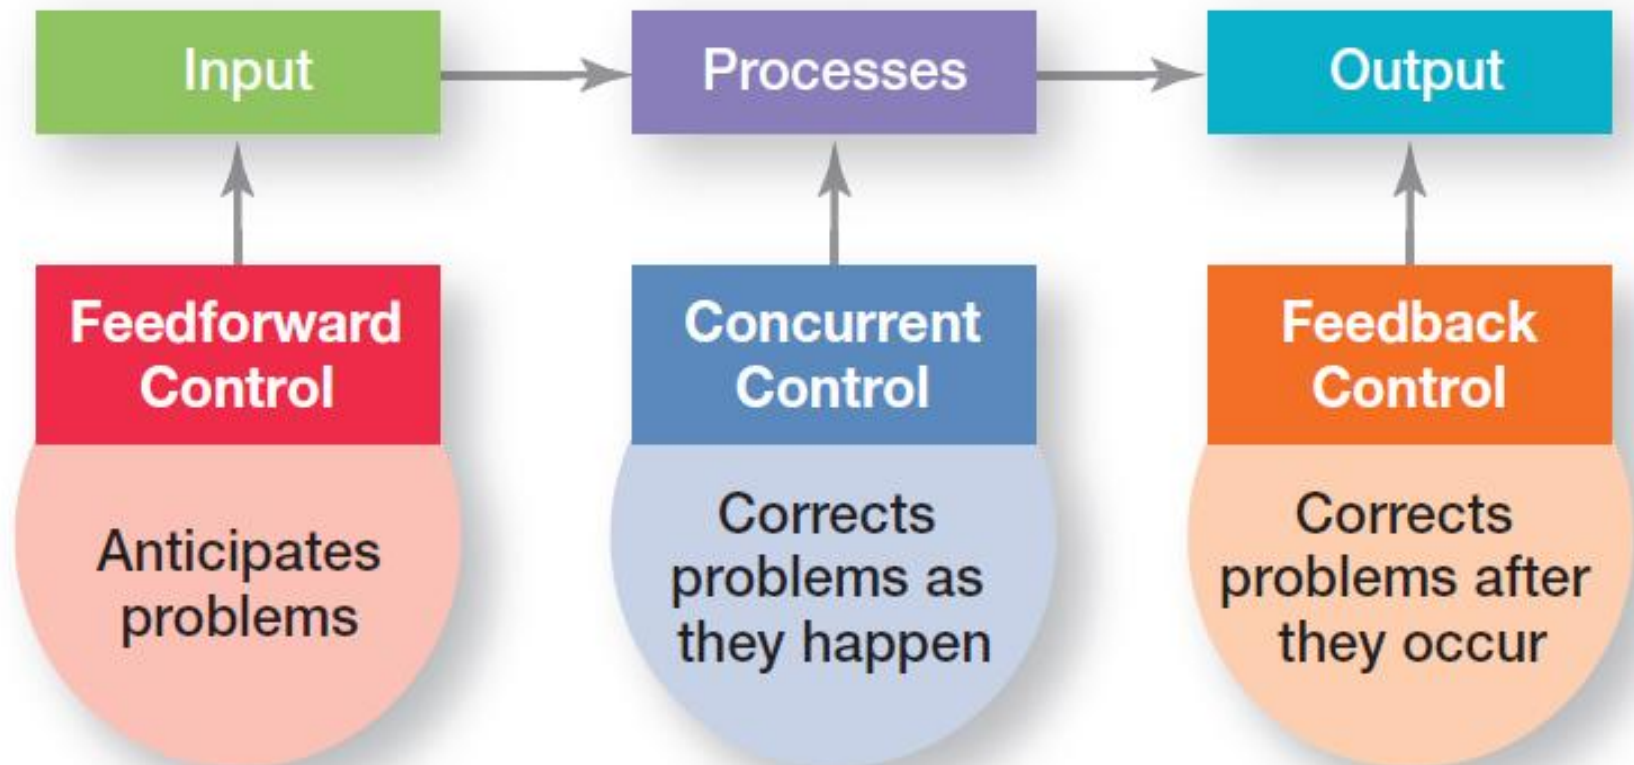 Input
Processes
Output
Feedforward
Control
Concurrent
Control
Feedback
Control
Anticipates
problems
Corrects
problems as
they happen
Corrects
problems after
they occur